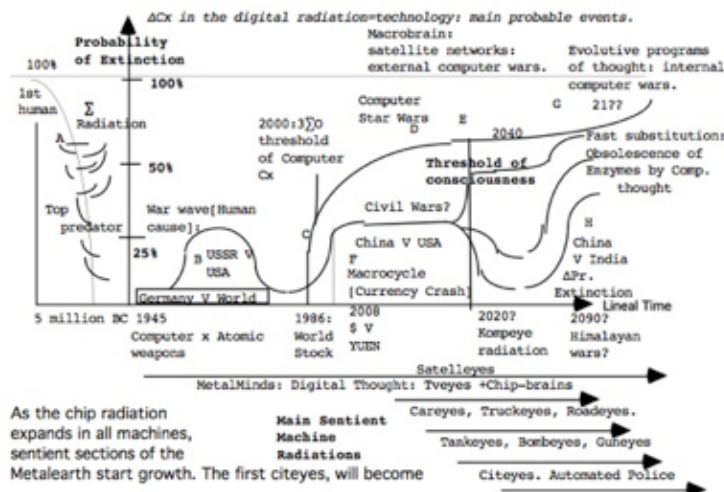 ΔCx in the digital radiation=technology: main probable events.
Probability
of Extinction
Macrobrain:
satellite networks:
external computer wars.
Evolutive programs
of thought: internal
computer wars.
100%
100%
1st
human
Σ
Radiation
A
50%
Top
predator
25%
2000:3∑O
threshold
of Computer
Cx
Computer
Star Wars
D
E
G
21??
2040
Threshold of
consciousness
Fast substitution:
Obsolescence of
Enzymes by Comp.
thought
War wave[Human
cause]:
B
USSR V
USA
Germany V World
C
Civil Wars?
China V USA
F
Macrocycle
[Currency Crash]
H
China
V India
ΔPr.
Extinction
Lineal Time
5 million BC
1945
Computer x Atomic
weapons
1986:
World
Stock
2008
$ V
YUEN
2020?
Kompeye
radiation
2090?
Himalayan
wars?
Satelleyes
MetalMinds: Digital Thought: Tveyes +Chip-brains
Careyes, Truckeyes, Roadeyes.
Tankeyes, Bombeyes, Guneyes
Citeyes. Automated Police
Main Sentient
Machine
Radiations
As the chip radiation
expands in all machines,
sentient sections of the
Metalearth start growth. The first citeyes, will become